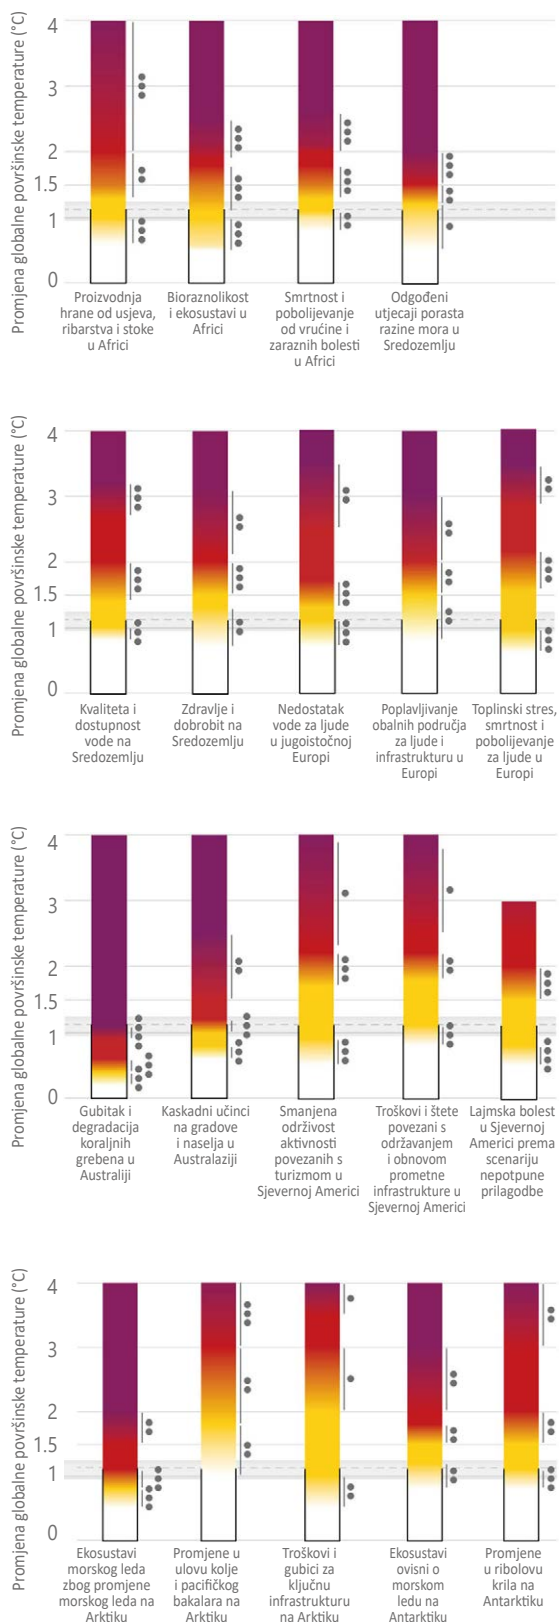 Promjena globalne površinske temperature (°C)
4
3
2
1.5
1
0
Proizvodnja
hrane od usjeva,
ribarstva i stoke
u Africi
Bioraznolikost
i ekosustavi u
Africi
Smrtnost i
pobolijevanje
od vrućine i
zaraznih bolesti
u Africi
Odgođeni
utjecaji porasta
razine mora u
Sredozemlju
Promjena globalne površinske temperature (°C)
4
3
2
1.5
1
0
Kvaliteta i
dostupnost
vode na
Sredozemlju
Zdravlje i
dobrobit na
Sredozemlju
Nedostatak
vode za ljude
u jugoistočnoj
Europi
Poplavljivanje
obalnih područja
za ljude i
infrastrukturu u
Europi
Toplinski stres,
smrtnost i
pobolijevanje
za ljude u
Europi
Promjena globalne površinske temperature (°C)
4
3
2
1.5
1
0
Gubitak i
degradacija
koraljnih
grebena u
Australiji
Kaskadni učinci
na gradove
i naselja u
Australaziji
Smanjena
održivost
aktivnosti
povezanih s
turizmom u
Sjevernoj Americi
Troškovi i štete
povezani s
održavanjem
i obnovom
prometne
infrastrukture u
Sjevernoj Americi
Lajmska bolest
u Sjevernoj
Americi prema
scenariju
nepotpune
prilagodbe
Promjena globalne površinske temperature (°C)
4
3
2
1.5
1
0
Ekosustavi
morskog leda
zbog promjene
morskog leda na
Arktiku
Promjene u
ulovu kolje
i pacifičkog
bakalara na
Arktiku
Troškovi i
gubici za
ključnu
infrastrukturu
na Arktiku
Ekosustavi
ovisni o
morskom
ledu na
Antarktiku
Promjene
u ribolovu
krila na
Antarktiku